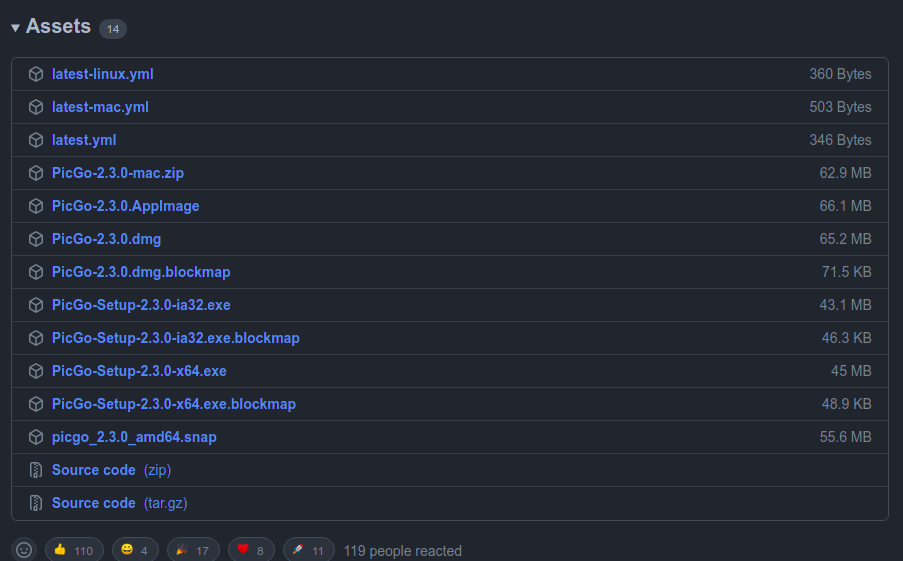 Assets 14
latest-linux.yml 360 Bytes
latest-mac.yml 503 Bytes
latest.yml 346 Bytes
PicGo-2.3.0-mac.zip 62.9 MB
PicGo-2.3.0.AppImage 66.1 MB
PicGo-2.3.0.dmg 65.2 MB
PicGo-2.3.0.dmg.blockmap 71.5 KB
PicGo-Setup-2.3.0-ia32.exe 43.1 MB
PicGo-Setup-2.3.0-ia32.exe.blockmap 46.3 KB
PicGo-Setup-2.3.0-x64.exe 45 MB
PicGo-Setup-2.3.0-x64.exe.blockmap 48.9 KB
picgo_2.3.0_amd64.snap 55.6 MB
Source code (zip)
Source code (tar.gz)
110 4 17 8 11 119 people reacted